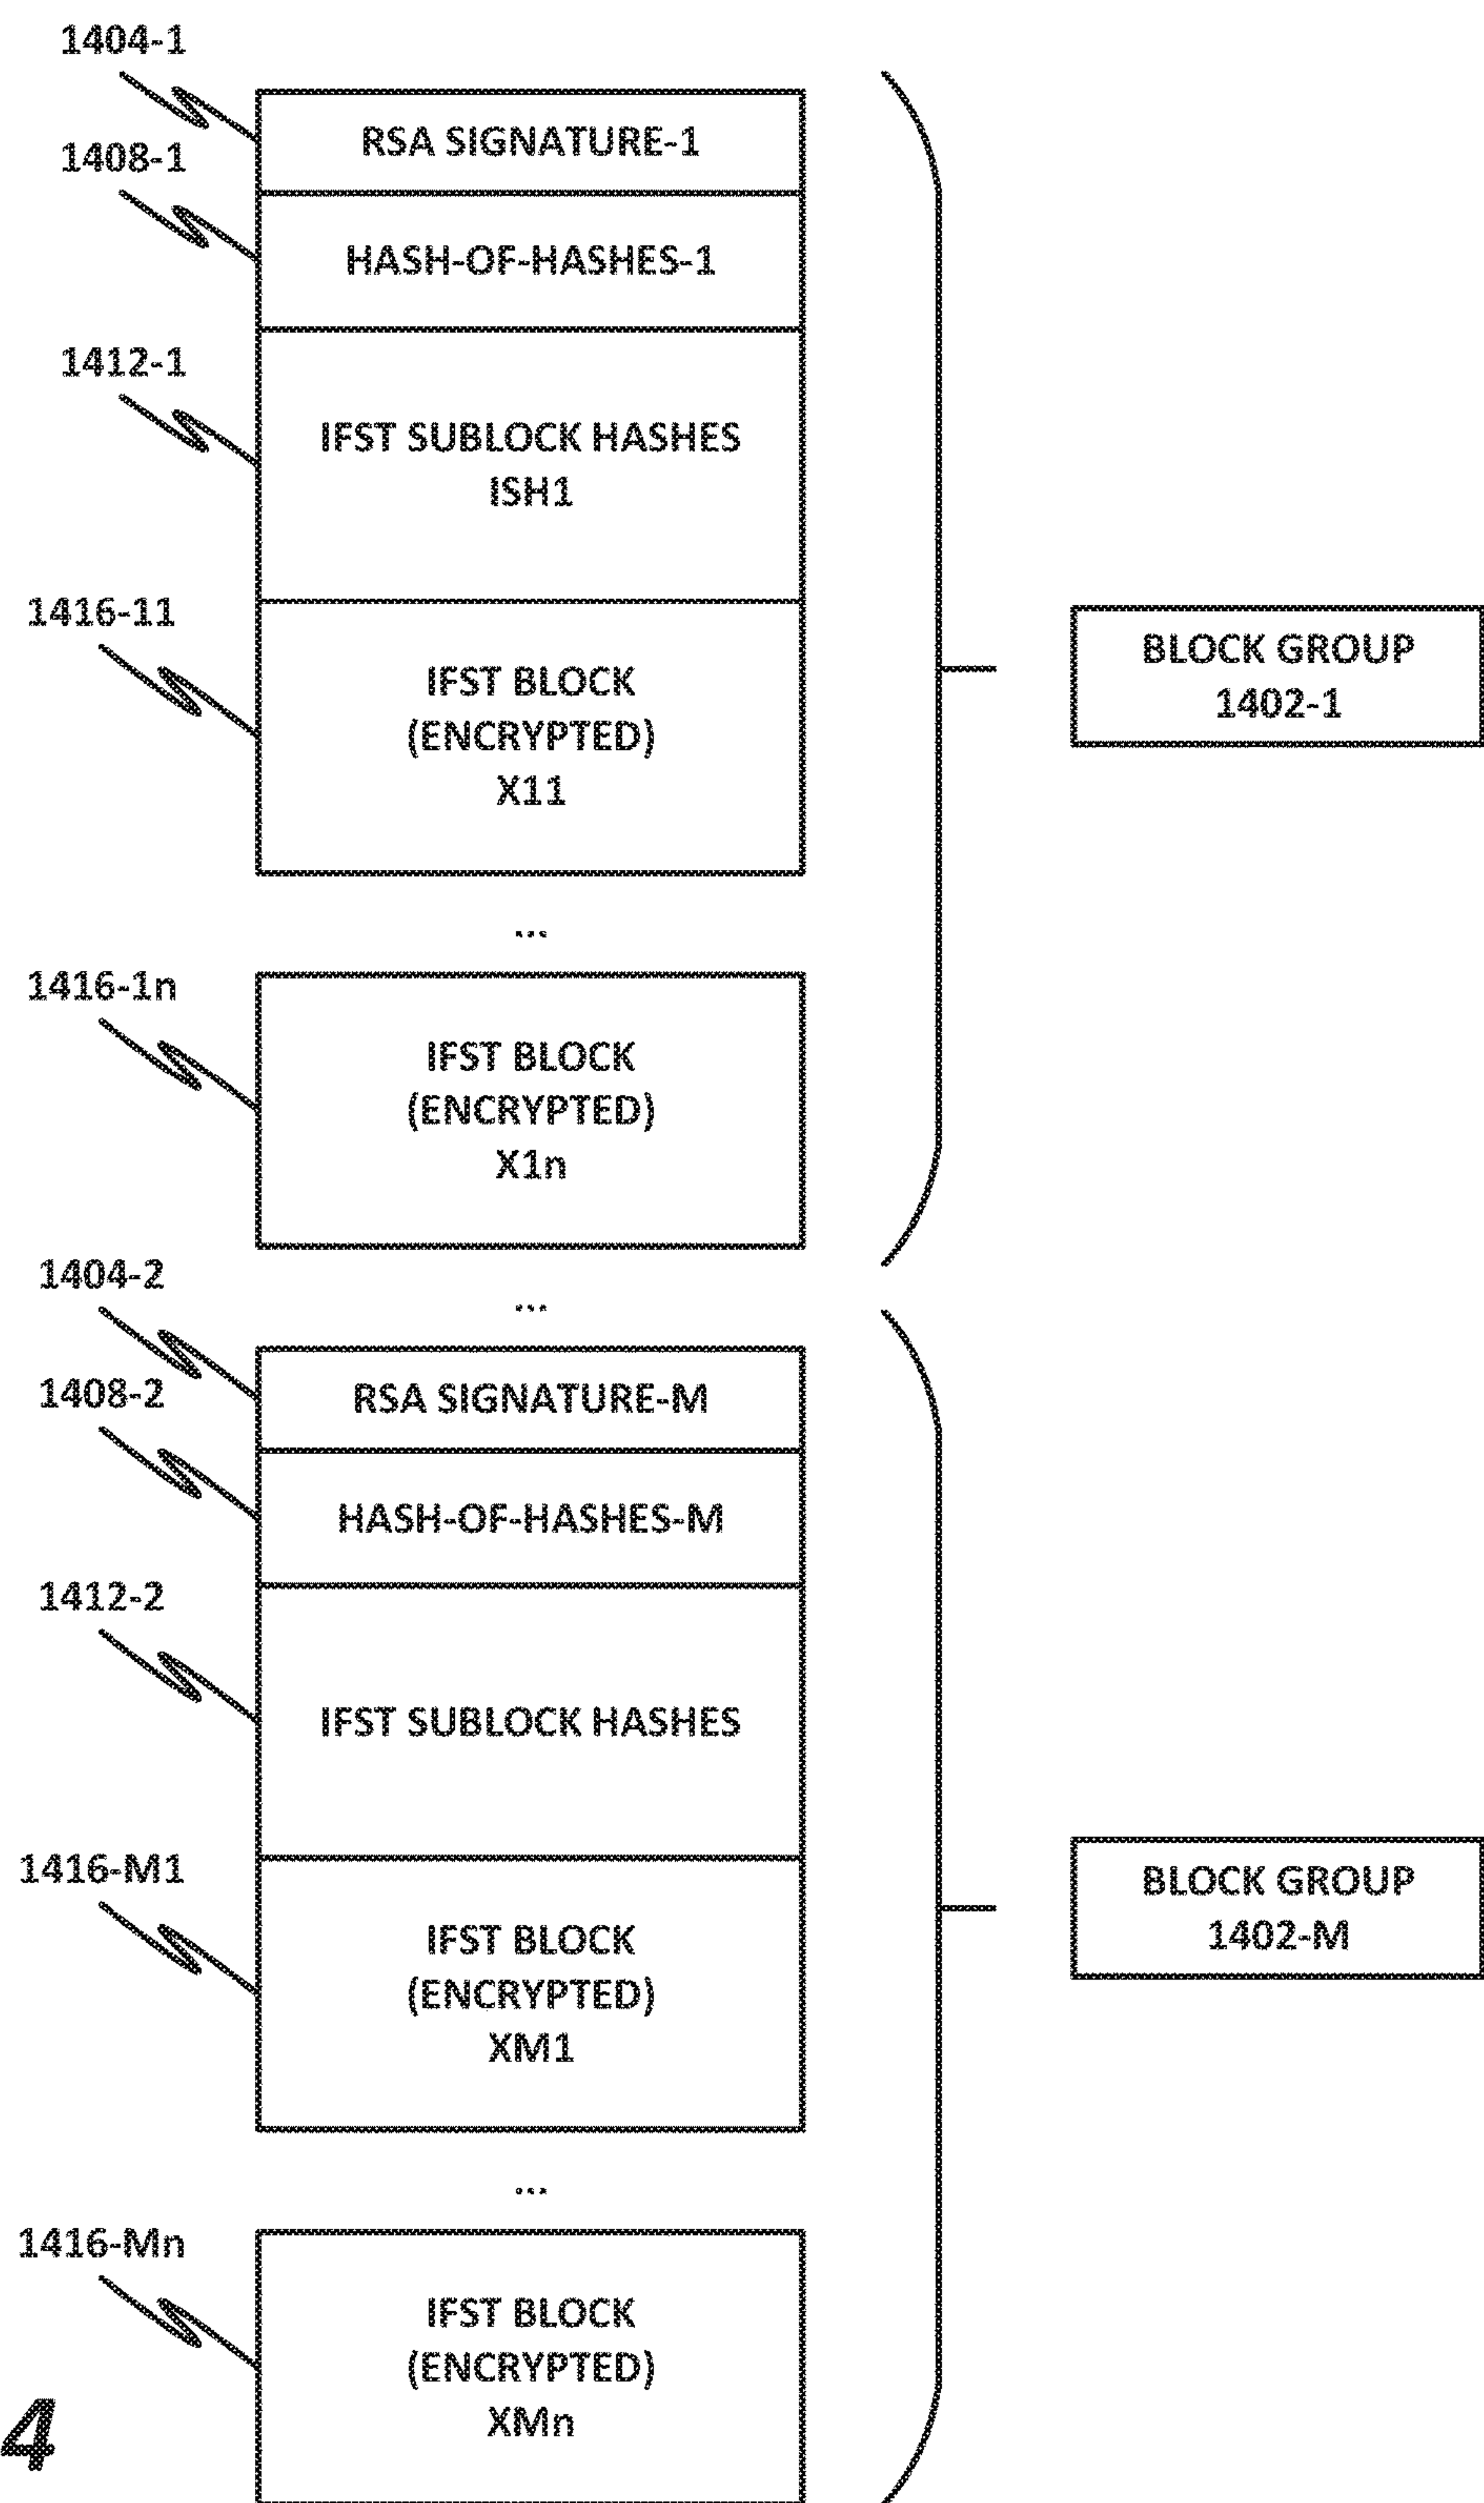 1404-1
RSA SIGNATURE-1
1408-1
HASH-OF-HASHES-1
1412-1
IFST SUBLOCK HASHES
ISH1
1416-11
IFST BLOCK
(ENCRYPTED)
X11
BLOCK GROUP
1402-1
...
1416-1n
IFST BLOCK
(ENCRYPTED)
X1n
1404-2
...
RSA SIGNATURE-M
1408-2
HASH-OF-HASHES-M
1412-2
IFST SUBLOCK HASHES
1416-M1
IFST BLOCK
(ENCRYPTED)
XM1
BLOCK GROUP
1402-M
...
1416-Mn
IFST BLOCK
(ENCRYPTED)
XMn
4